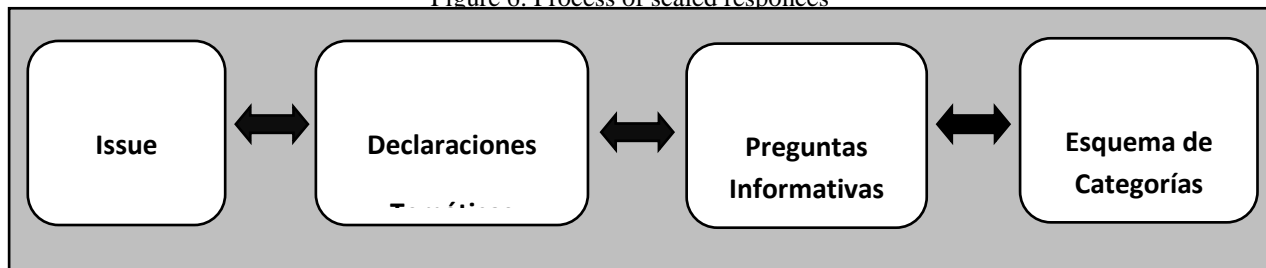 Figure 6. Process of scaled responces
Issue
Declaraciones
Preguntas
Informativas
Esquema de
Categorías